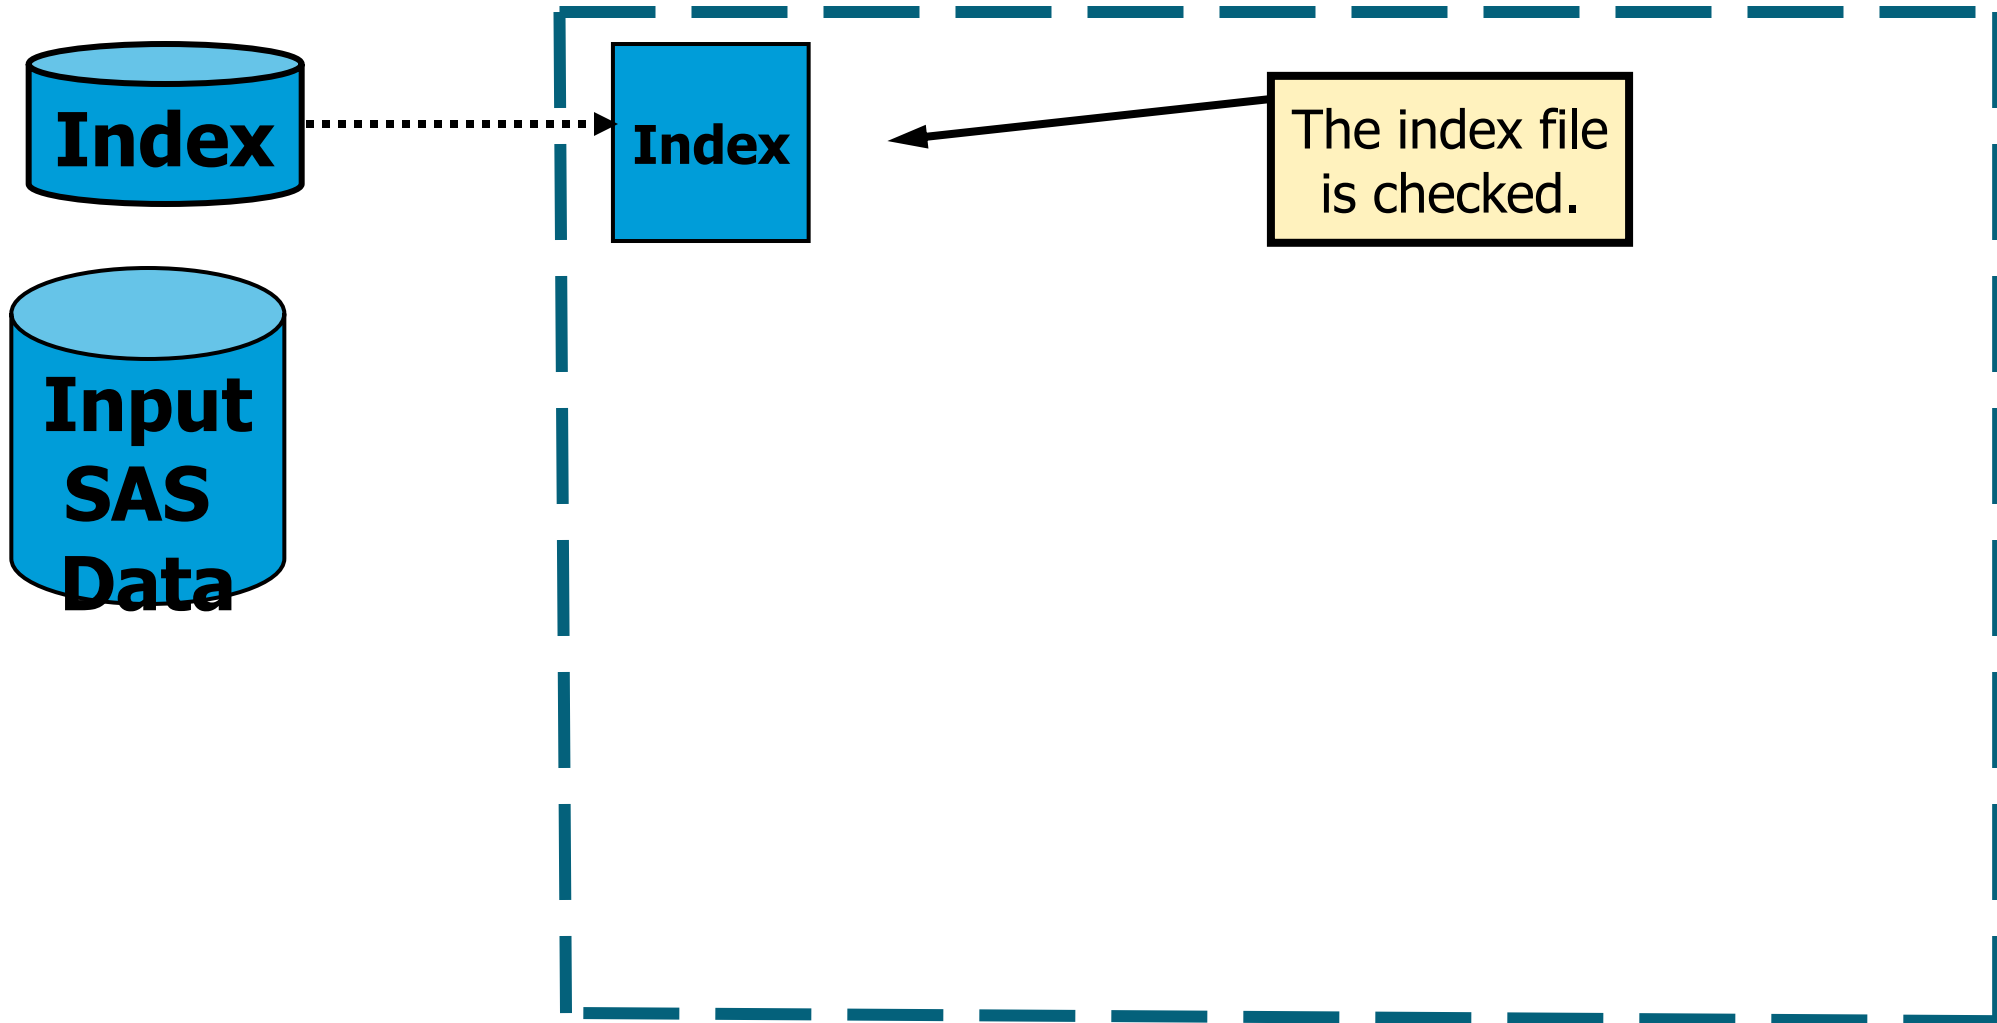 Index
Index
The index file
is checked.
Input
SAS
Data